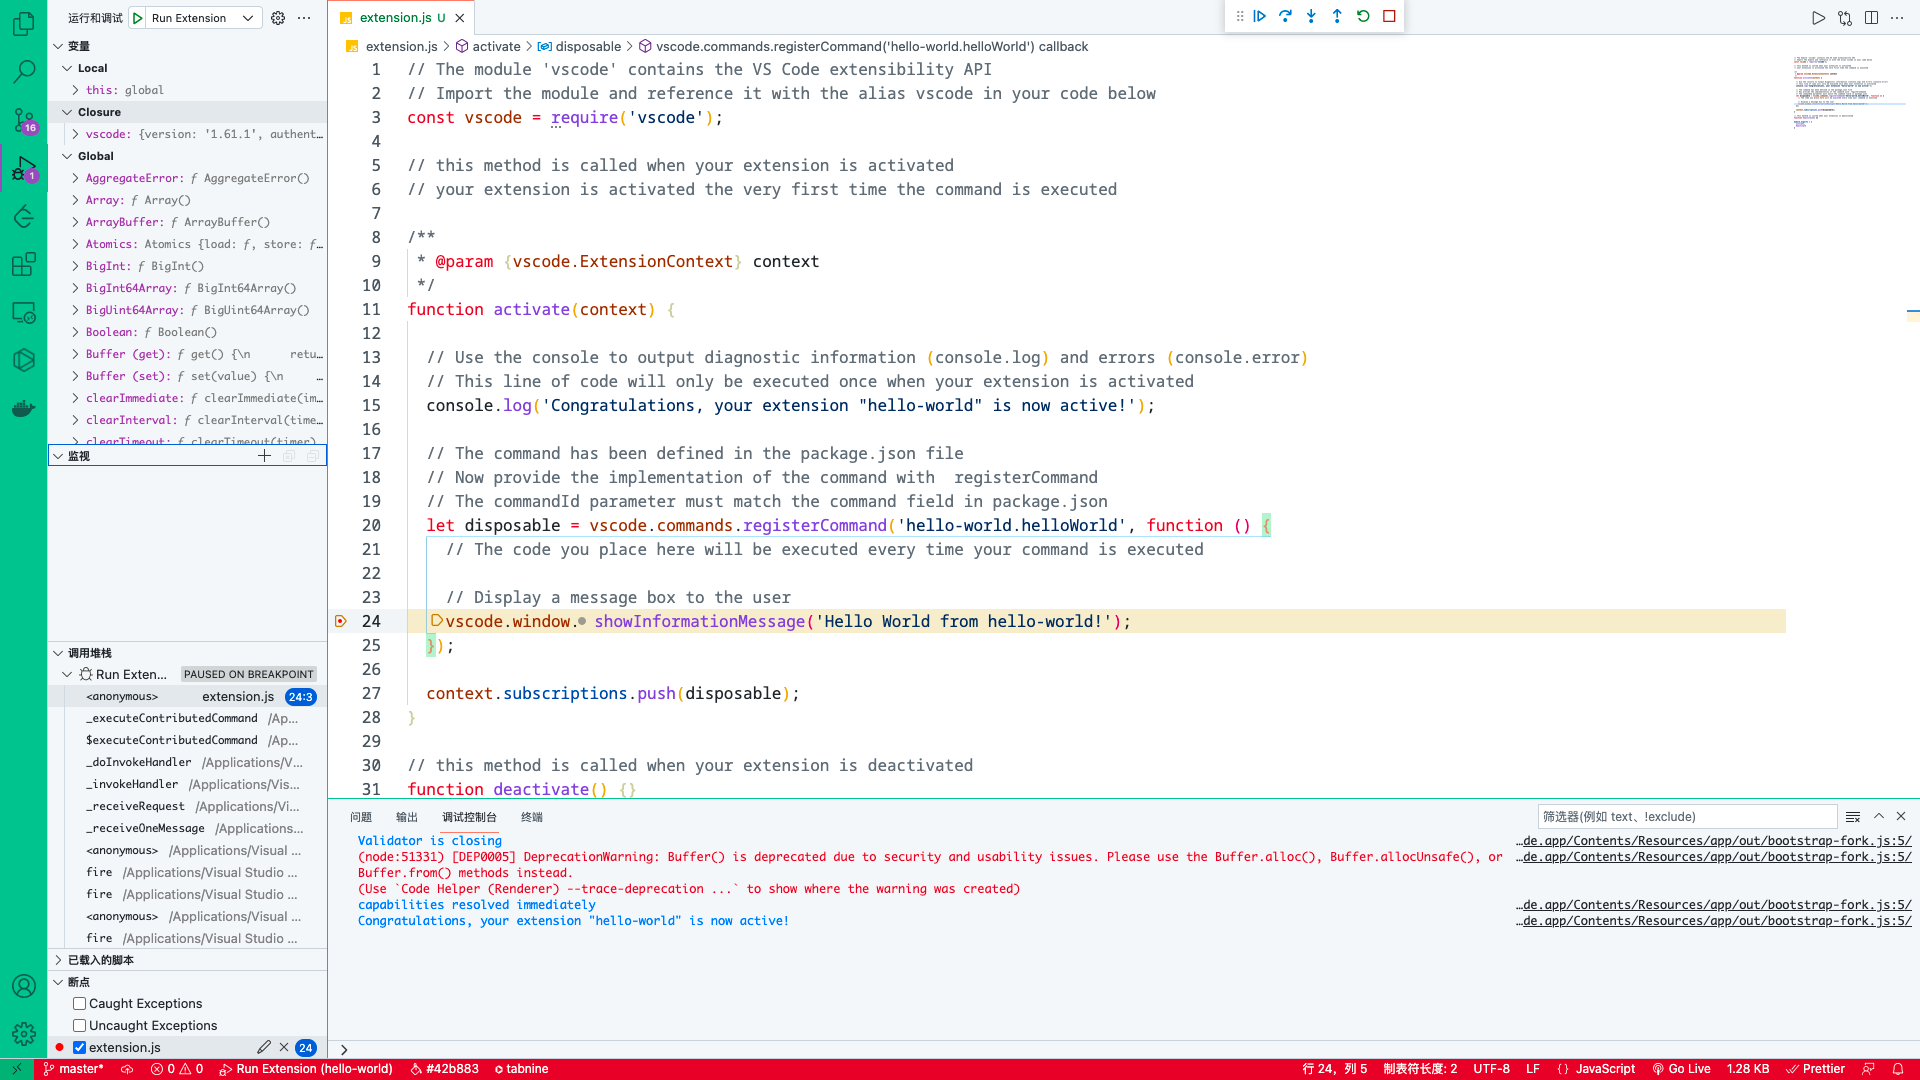 运行和调试 Run Extension
extension.js U
变量
Local
this: global
Closure
vscode: {version: '1.61.1', authent…
Global
AggregateError: ƒ AggregateError()
Array: ƒ Array()
ArrayBuffer: ƒ ArrayBuffer()
Atomics: Atomics {load: ƒ, store: ƒ…
BigInt: ƒ BigInt()
BigInt64Array: ƒ BigInt64Array()
BigUint64Array: ƒ BigUint64Array()
Boolean: ƒ Boolean()
Buffer (get): ƒ get() {\n retu…
Buffer (set): ƒ set(value) {\n …
clearImmediate: ƒ clearImmediate(im…
clearInterval: ƒ clearInterval(time…
clearTimeout: ƒ clearTimeout(timer)
16
1
监视
调用堆栈
Run Exten… PAUSED ON BREAKPOINT
<anonymous> extension.js 24:3
_executeContributedCommand /Ap…
$executeContributedCommand /Ap…
_doInvokeHandler /Applications/V…
_invokeHandler /Applications/Vis…
_receiveRequest /Applications/Vi…
_receiveOneMessage /Applications…
<anonymous> /Applications/Visual …
fire /Applications/Visual Studio …
fire /Applications/Visual Studio …
<anonymous> /Applications/Visual …
fire /Applications/Visual Studio …
已载入的脚本
断点
Caught Exceptions
Uncaught Exceptions
extension.js 24
extension.js > activate > disposable > vscode.commands.registerCommand('hello-world.helloWorld') callback
1 // The module 'vscode' contains the VS Code extensibility API
2 // Import the module and reference it with the alias vscode in your code below
3 const vscode = require('vscode');
4
5 // this method is called when your extension is activated
6 // your extension is activated the very first time the command is executed
7
8 /**
9 * @param {vscode.ExtensionContext} context
10 */
11 function activate(context) {
12
13 // Use the console to output diagnostic information (console.log) and errors (console.error)
14 // This line of code will only be executed once when your extension is activated
15 console.log('Congratulations, your extension "hello-world" is now active!');
16
17 // The command has been defined in the package.json file
18 // Now provide the implementation of the command with  registerCommand
19 // The commandId parameter must match the command field in package.json
20 let disposable = vscode.commands.registerCommand('hello-world.helloWorld', function () {
21 // The code you place here will be executed every time your command is executed
22
23 // Display a message box to the user
24 vscode.window. showInformationMessage('Hello World from hello-world!');
25 });
26
27 context.subscriptions.push(disposable);
28 }
29
30 // this method is called when your extension is deactivated
31 function deactivate() {}
问题 输出 调试控制台 终端 筛选器(例如 text、!exclude)
Validator is closing …de.app/Contents/Resources/app/out/bootstrap-fork.js:5/
(node:51331) [DEP0005] DeprecationWarning: Buffer() is deprecated due to security and usability issues. Please use the Buffer.alloc(), Buffer.allocUnsafe(), or …de.app/Contents/Resources/app/out/bootstrap-fork.js:5/
Buffer.from() methods instead.
(Use `Code Helper (Renderer) --trace-deprecation ...` to show where the warning was created)
capabilities resolved immediately …de.app/Contents/Resources/app/out/bootstrap-fork.js:5/
Congratulations, your extension "hello-world" is now active! …de.app/Contents/Resources/app/out/bootstrap-fork.js:5/
master* 0 0 Run Extension (hello-world) #42b883 tabnine 行 24，列 5 制表符长度: 2 UTF-8 LF {} JavaScript Go Live 1.28 KB Prettier